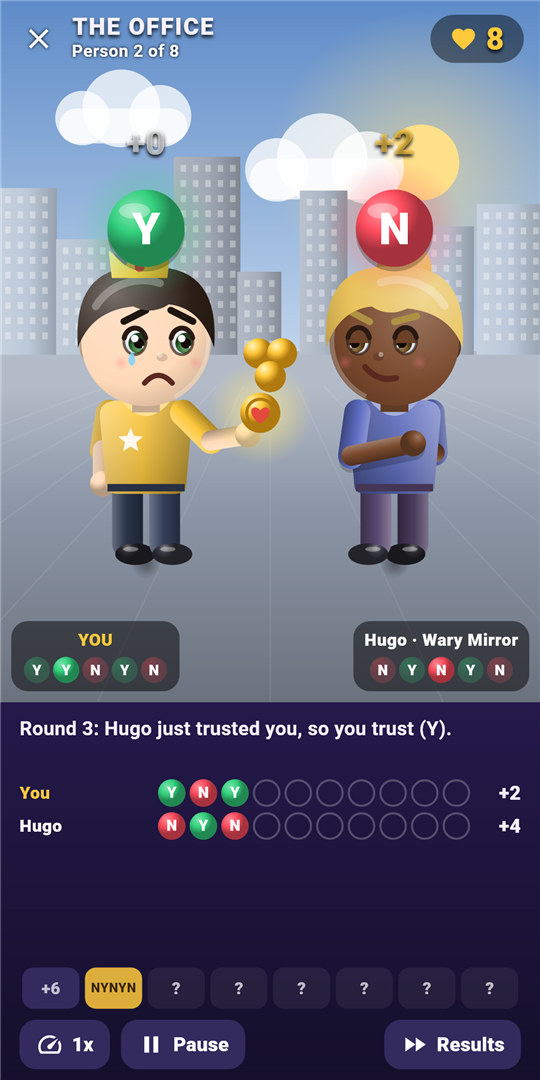 THE OFFICE
Person 2 of 8
8
+0
+2
Y
N
YOU
Y Y N Y N
Hugo · Wary Mirror
N Y N Y N
Round 3: Hugo just trusted you, so you trust (Y).
You Y N Y +2
Hugo N Y N +4
+6 NYNYN ? ? ? ? ? ?
1x Pause Results